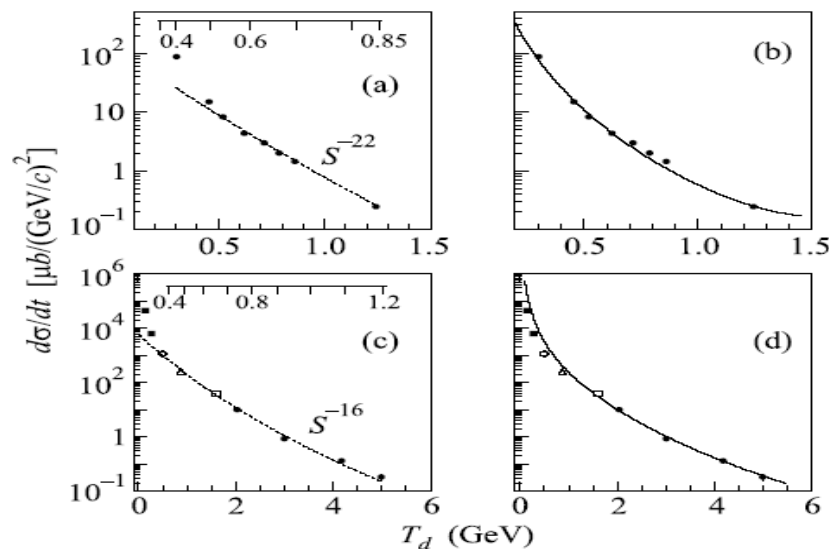 dσ/dt [μb/(GeV/c)²]
0.4 0.6 0.85
10² 10 1 10⁻¹
(a)
S⁻²²
0.5 1.0 1.5
(b)
0.5 1.0 1.5
0.4 0.8 1.2
10⁶ 10⁴ 10² 1 10⁻¹
(c)
S⁻¹⁶
0 2 4 6
(d)
0 2 4 6
T_d (GeV)